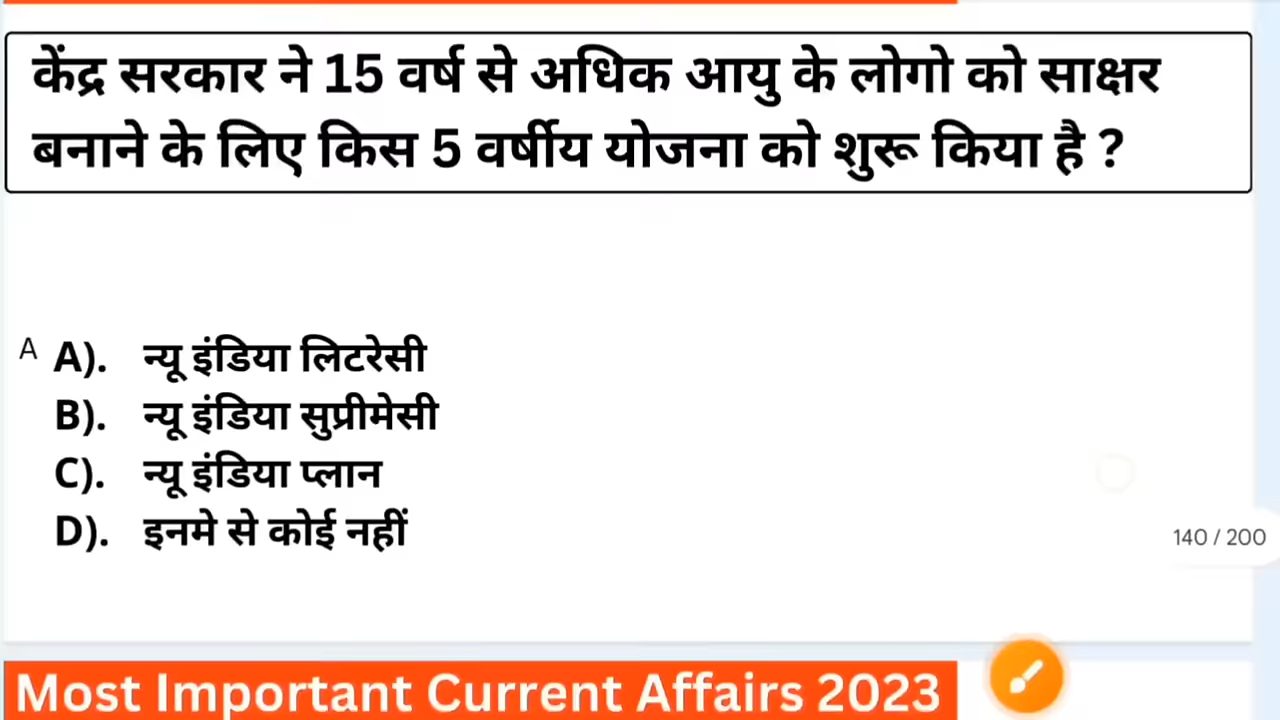 केंद्र सरकार ने 15 वर्ष से अधिक आयु के लोगो को साक्षर
बनाने के लिए किस 5 वर्षीय योजना को शुरू किया है ?
A A). न्यू इंडिया लिटरेसी
B). न्यू इंडिया सुप्रीमेसी
C). न्यू इंडिया प्लान
D). इनमे से कोई नहीं
140 / 200
Most Important Current Affairs 2023